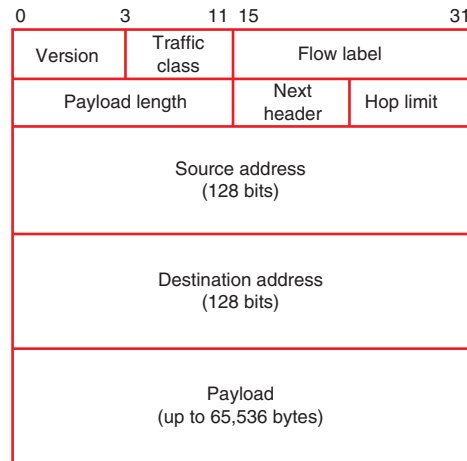 0 3 11 15 31
Version
Traffic
class
Flow label
Payload length
Next
header
Hop limit
Source address
(128 bits)
Destination address
(128 bits)
Payload
(up to 65,536 bytes)